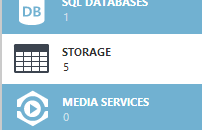 DB
SQL DATABASES
1
STORAGE
5
MEDIA SERVICES
0